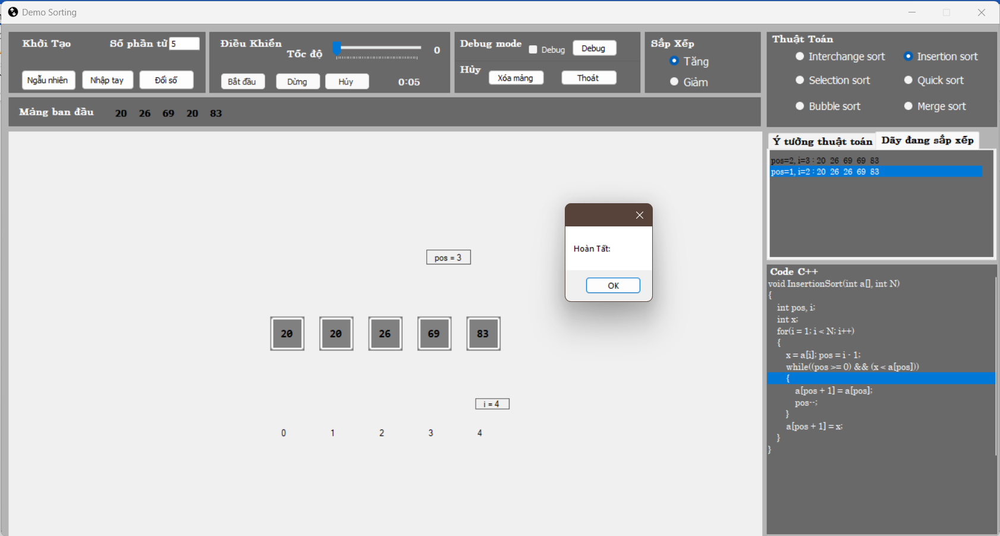 Demo Sorting
Khởi Tạo
Số phần tử 5
Ngẫu nhiên
Nhập tay
Đổi số
Điều Khiển
Tốc độ
0
Bắt đầu
Dừng
Hủy
0:05
Debug mode
Debug
Debug
Hủy
Xóa mảng
Thoát
Sắp Xếp
Tăng
Giảm
Thuật Toán
Interchange sort
Insertion sort
Selection sort
Quick sort
Bubble sort
Merge sort
Mảng ban đầu 20 26 69 20 83
Ý tưởng thuật toán
Dãy đang sắp xếp
pos=2, i=3 : 20 26 69 69 83
pos=1, i=2 : 20 26 26 69 83
pos = 3
20 20 26 69 83
i = 4
0 1 2 3 4
Hoàn Tất:
OK
Code C++
void InsertionSort(int a[], int N)
{
int pos, i;
int x;
for(i = 1; i < N; i++)
{
x = a[i]; pos = i - 1;
while((pos >= 0) && (x < a[pos]))
{
a[pos + 1] = a[pos];
pos--;
}
a[pos + 1] = x;
}
}